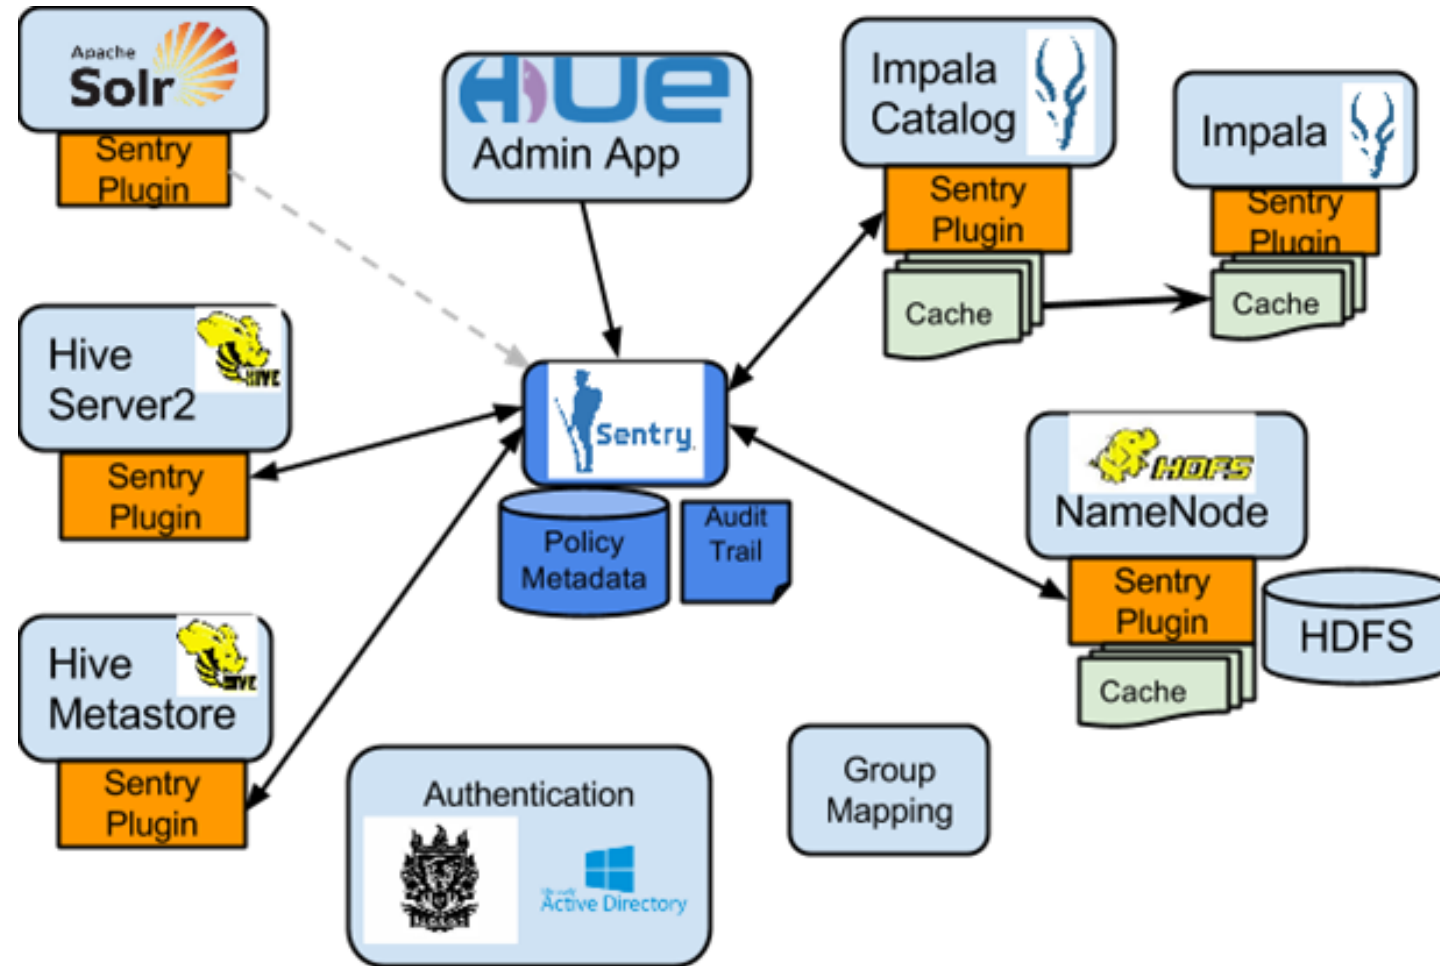 Apache
Solr
Sentry
Plugin
HUE
Admin App
Impala
Catalog
Sentry
Plugin
Cache
Impala
Sentry
Plugin
Cache
Hive
Server2
HIVE
Sentry
Plugin
Sentry
Policy
Metadata
Audit
Trail
HDFS
NameNode
Sentry
Plugin
Cache
HDFS
Hive
Metastore
HIVE
Sentry
Plugin
Authentication
Active Directory
Group
Mapping